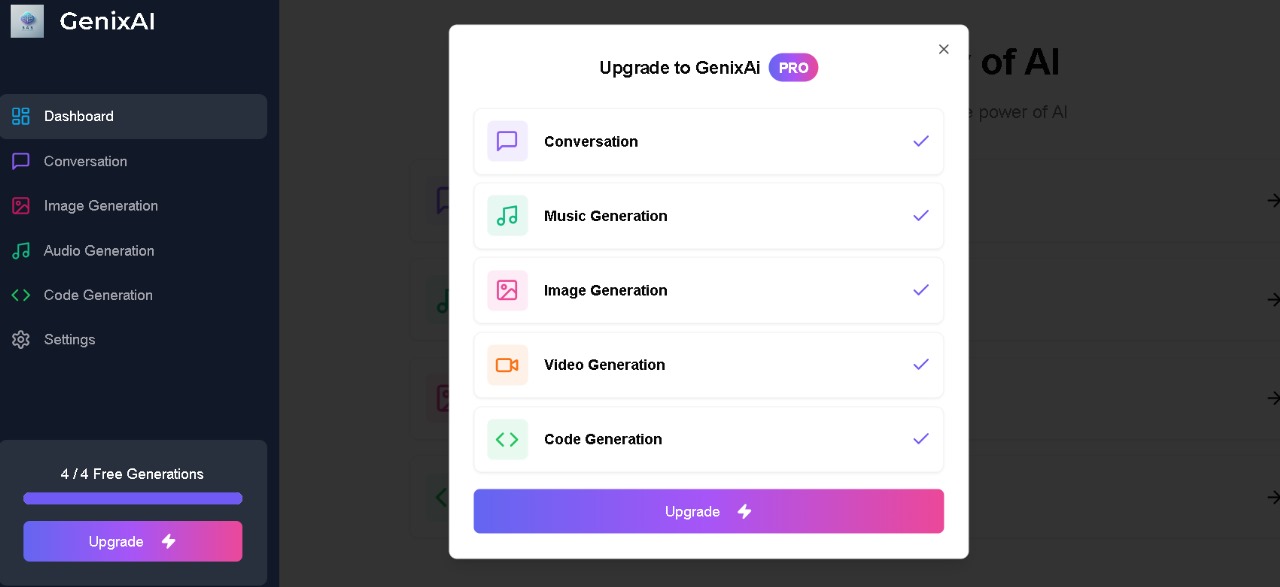 GenixAI
Dashboard
Conversation
Image Generation
Audio Generation
Code Generation
Settings
4 / 4 Free Generations
Upgrade
of AI
power of AI
Upgrade to GenixAi PRO
Conversation
Music Generation
Image Generation
Video Generation
Code Generation
Upgrade